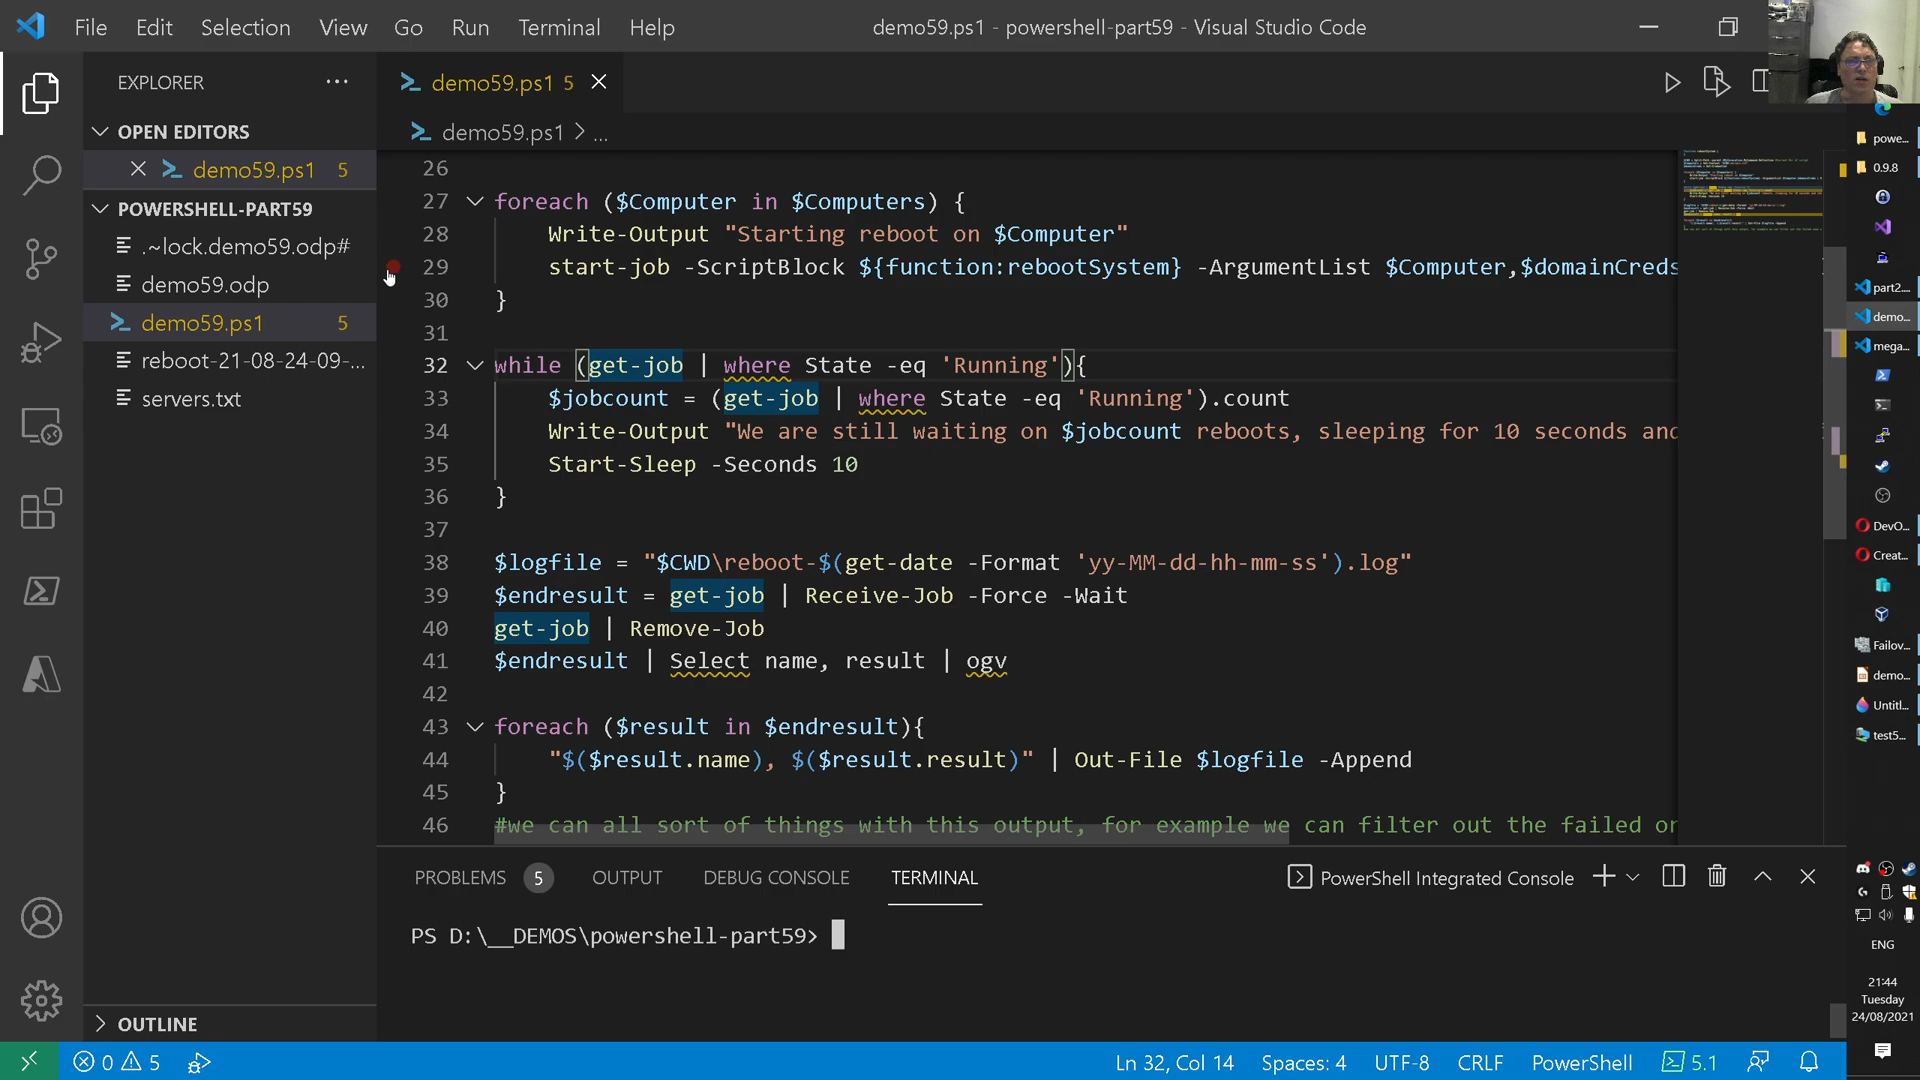 File Edit Selection View Go Run Terminal Help
demo59.ps1 - powershell-part59 - Visual Studio Code
EXPLORER
OPEN EDITORS
demo59.ps1 5
POWERSHELL-PART59
.~lock.demo59.odp#
demo59.odp
demo59.ps1 5
reboot-21-08-24-09-...
servers.txt
OUTLINE
demo59.ps1 5
demo59.ps1 > ...
26
27 foreach ($Computer in $Computers) {
28 Write-Output "Starting reboot on $Computer"
29 start-job -ScriptBlock ${function:rebootSystem} -ArgumentList $Computer,$domainCreds
30 }
31
32 while (get-job | where State -eq 'Running'){
33 $jobcount = (get-job | where State -eq 'Running').count
34 Write-Output "We are still waiting on $jobcount reboots, sleeping for 10 seconds and
35 Start-Sleep -Seconds 10
36 }
37
38 $logfile = "$CWD\reboot-$(get-date -Format 'yy-MM-dd-hh-mm-ss').log"
39 $endresult = get-job | Receive-Job -Force -Wait
40 get-job | Remove-Job
41 $endresult | Select name, result | ogv
42
43 foreach ($result in $endresult){
44 "$($result.name), $($result.result)" | Out-File $logfile -Append
45 }
46 #we can all sort of things with this output, for example we can filter out the failed or
PROBLEMS 5 OUTPUT DEBUG CONSOLE TERMINAL
PowerShell Integrated Console
PS D:\__DEMOS\powershell-part59>
0 5
Ln 32, Col 14 Spaces: 4 UTF-8 CRLF PowerShell 5.1
powe...
0.9.8
part2....
demo...
mega...
DevO...
Creat...
Failov...
demo...
Untitl...
test5...
ENG
21:44
Tuesday
24/08/2021